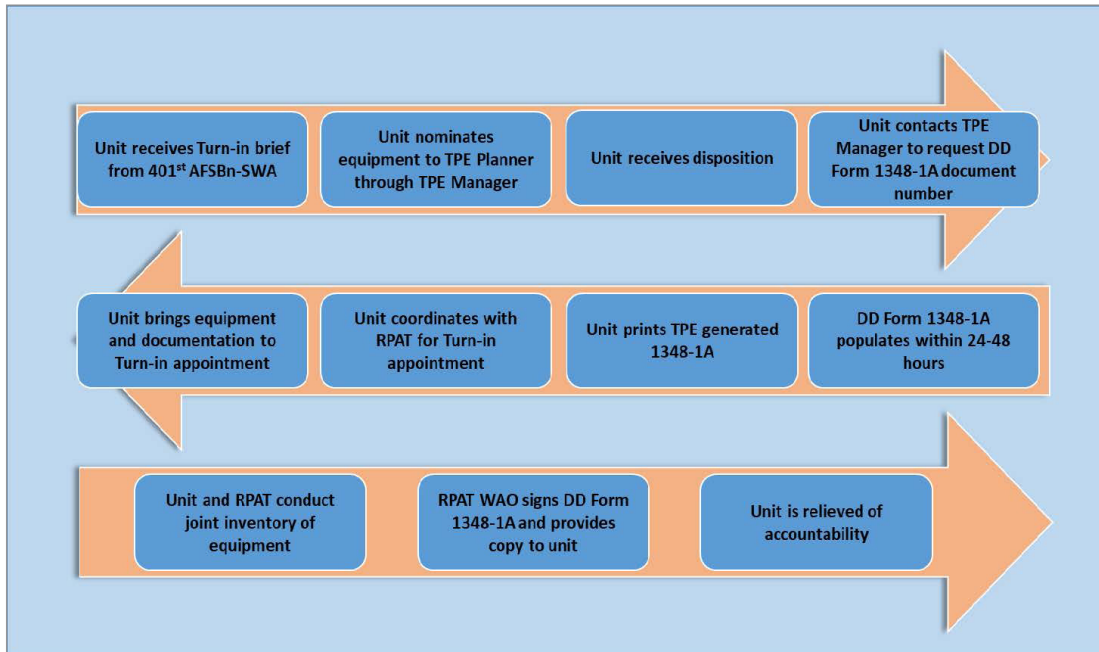 Unit receives Turn-in brief
from 401st AFSBn-SWA
Unit nominates
equipment to TPE Planner
through TPE Manager
Unit receives disposition
Unit contacts TPE
Manager to request DD
Form 1348-1A document
number
DD Form 1348-1A
populates within 24-48
hours
Unit prints TPE generated
1348-1A
Unit coordinates with
RPAT for Turn-in
appointment
Unit brings equipment
and documentation to
Turn-in appointment
Unit and RPAT conduct
joint inventory of
equipment
RPAT WAO signs DD Form
1348-1A and provides
copy to unit
Unit is relieved of
accountability